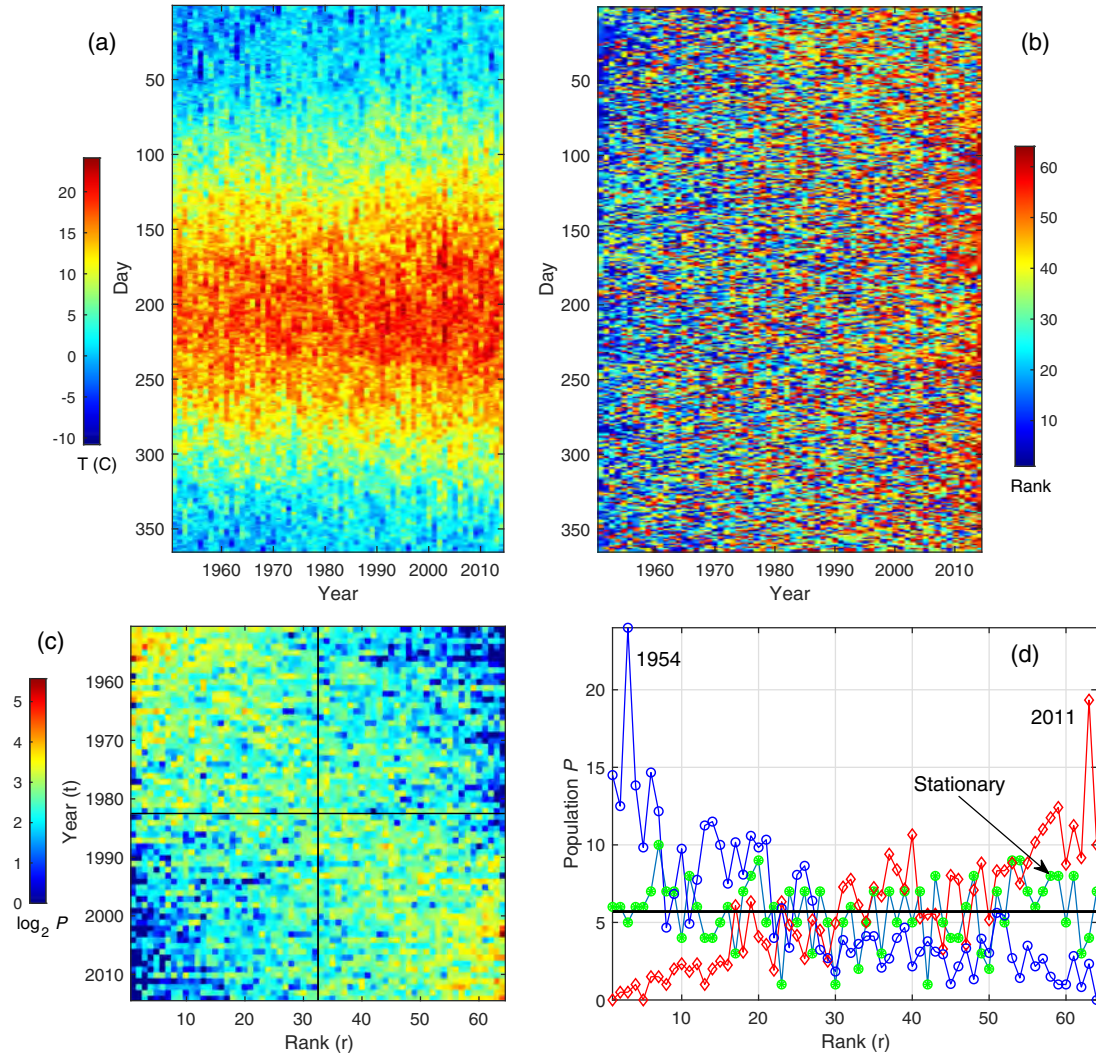 (a)
50
100
150
200
250
300
350
Day
1960 1970 1980 1990 2000 2010
Year
20
15
10
5
0
-5
-10
T (C)
(b)
50
100
150
200
250
300
350
Day
1960 1970 1980 1990 2000 2010
Year
60
50
40
30
20
10
Rank
(c)
1960
1970
1980
1990
2000
2010
Year (t)
10 20 30 40 50 60
Rank (r)
5
4
3
2
1
0
log2 P
(d)
1954
2011
Stationary
20
15
10
5
0
Population P
10 20 30 40 50 60
Rank (r)